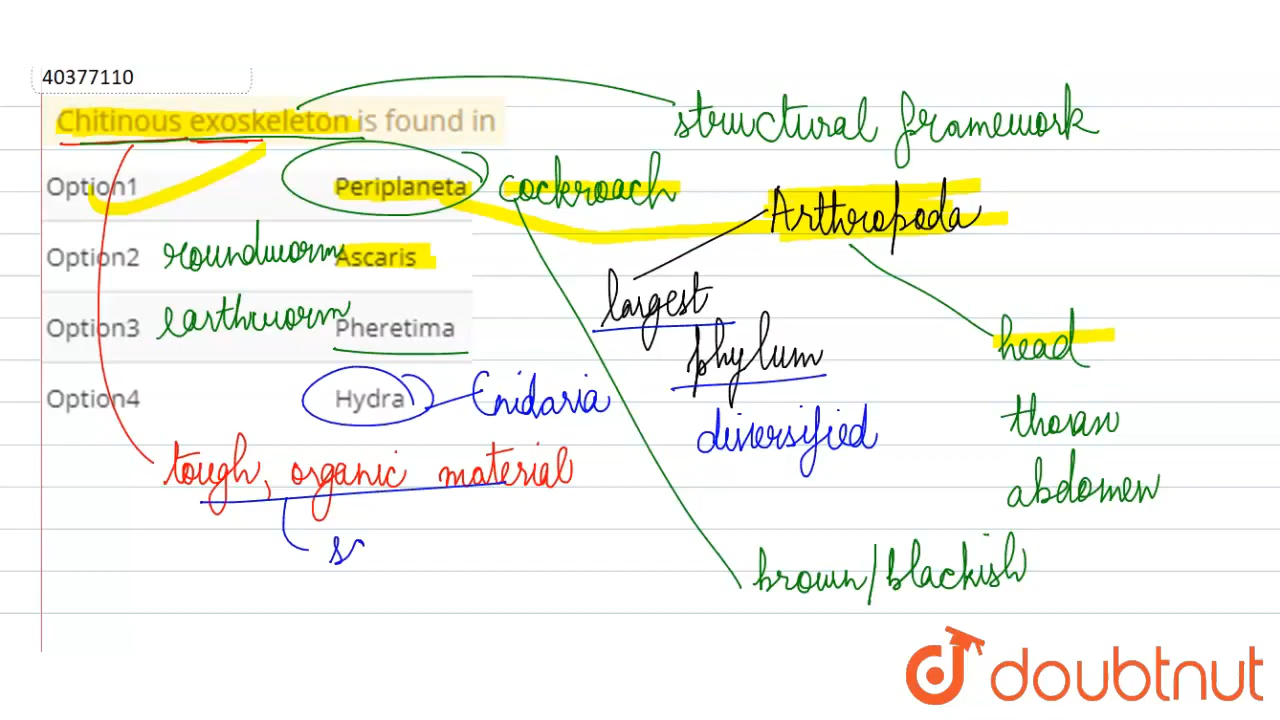 40377110
Chitinous exoskeleton is found in
structural framework
Option1 Periplaneta cockroach
Arthropoda
Option2 roundworm Ascaris
largest
Option3 earthworm Pheretima
phylum
head
Option4 Hydra Cnidaria
diversified
thorax
tough, organic material
abdomen
s
brown/blackish
doubtnut